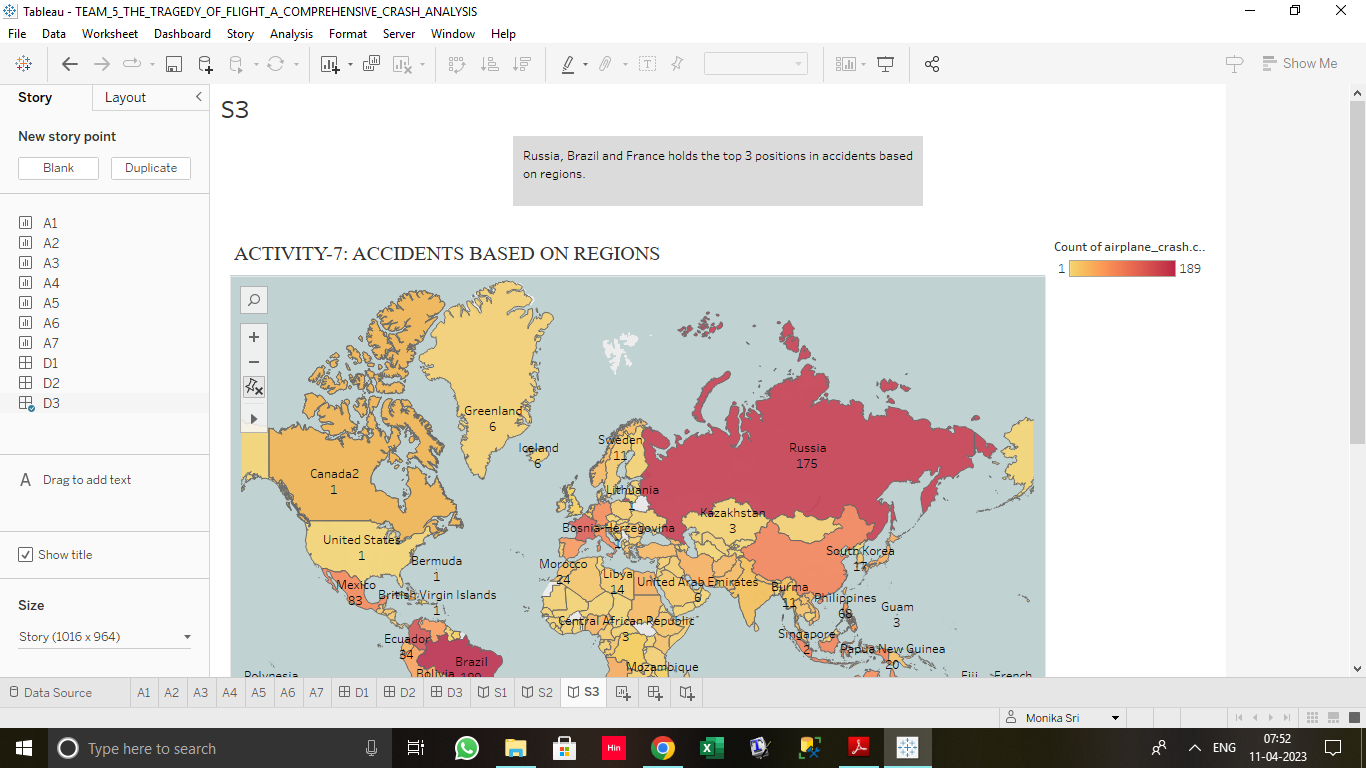 Tableau - TEAM_5_THE_TRAGEDY_OF_FLIGHT_A_COMPREHENSIVE_CRASH_ANALYSIS
File Data Worksheet Dashboard Story Analysis Format Server Window Help
Show Me
Story Layout
New story point
Blank Duplicate
A1
A2
A3
A4
A5
A6
A7
D1
D2
D3
A Drag to add text
Show title
Size
Story (1016 x 964)
S3
Russia, Brazil and France holds the top 3 positions in accidents based
on regions.
ACTIVITY-7: ACCIDENTS BASED ON REGIONS
Count of airplane_crash.c..
1 189
Greenland
6
Iceland
6
Sweden
11
Russia
175
Canada2
1
Lithuania
1
Kazakhstan
3
Bosnia-Herzegovina
1
United States
1
South Korea
17
Bermuda
1
Morocco
24
Libya
14
United Arab Emirates
6
Burma
11
Mexico
83
British Virgin Islands
1
Philippines
68
Guam
3
Central African Republic
3
Singapore
2
Ecuador
34
Papua New Guinea
20
Brazil
Bolivia
Mozambique
Polynesia
Fiji
French
Data Source A1 A2 A3 A4 A5 A6 A7 D1 D2 D3 S1 S2 S3
Monika Sri
Type here to search
Hin
ENG
07:52
11-04-2023